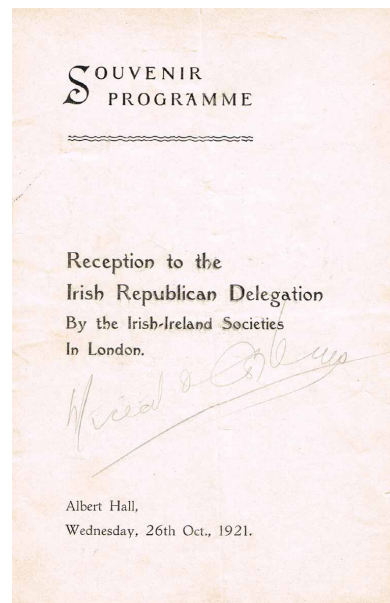 SOUVENIR
PROGRAMME
Reception to the
Irish Republican Delegation
By the Irish-Ireland Societies
In London.
Albert Hall,
Wednesday, 26th Oct., 1921.